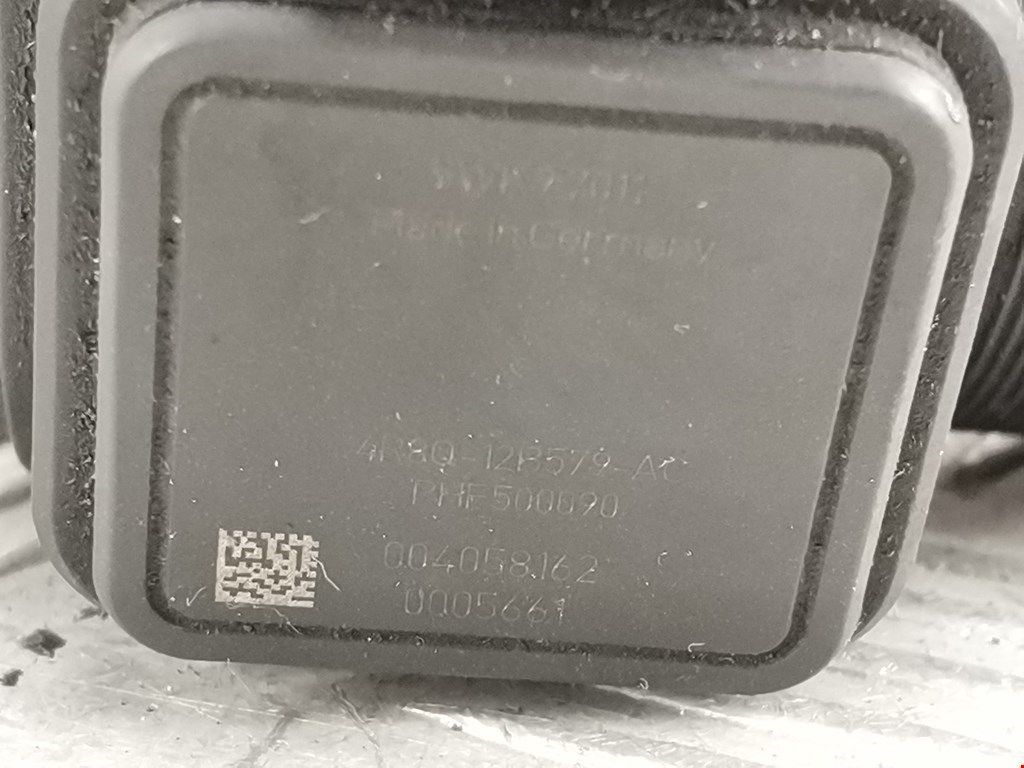 Made in Germany
4R8Q-12B579-AC
PHF500090
004058162
0005661